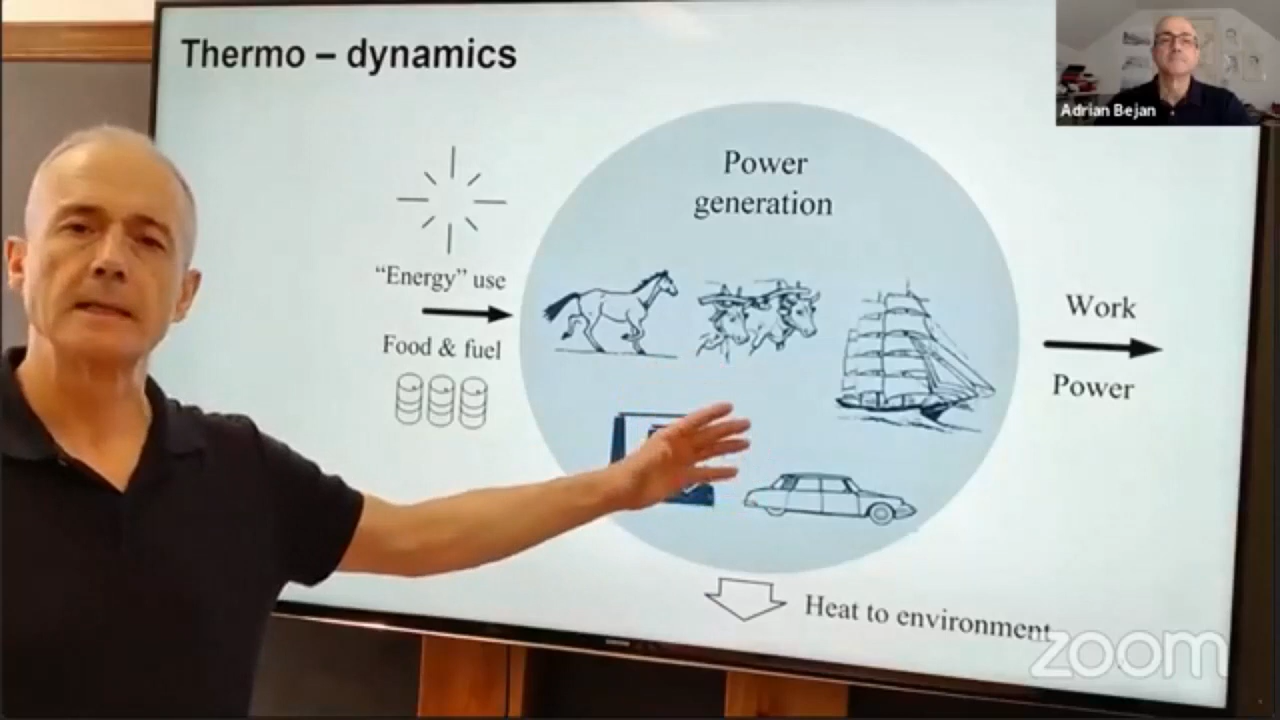 Thermo – dynamics
Adrian Bejan
Power
generation
“Energy” use
Food & fuel
Work
Power
Heat to environment
zoom